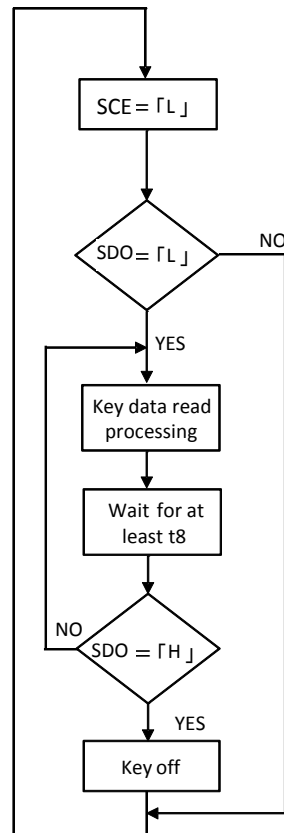 SCE=「L」
SDO=「L」
NO
YES
Key data read
processing
Wait for at
least t8
NO
SDO =「H」
YES
Key off